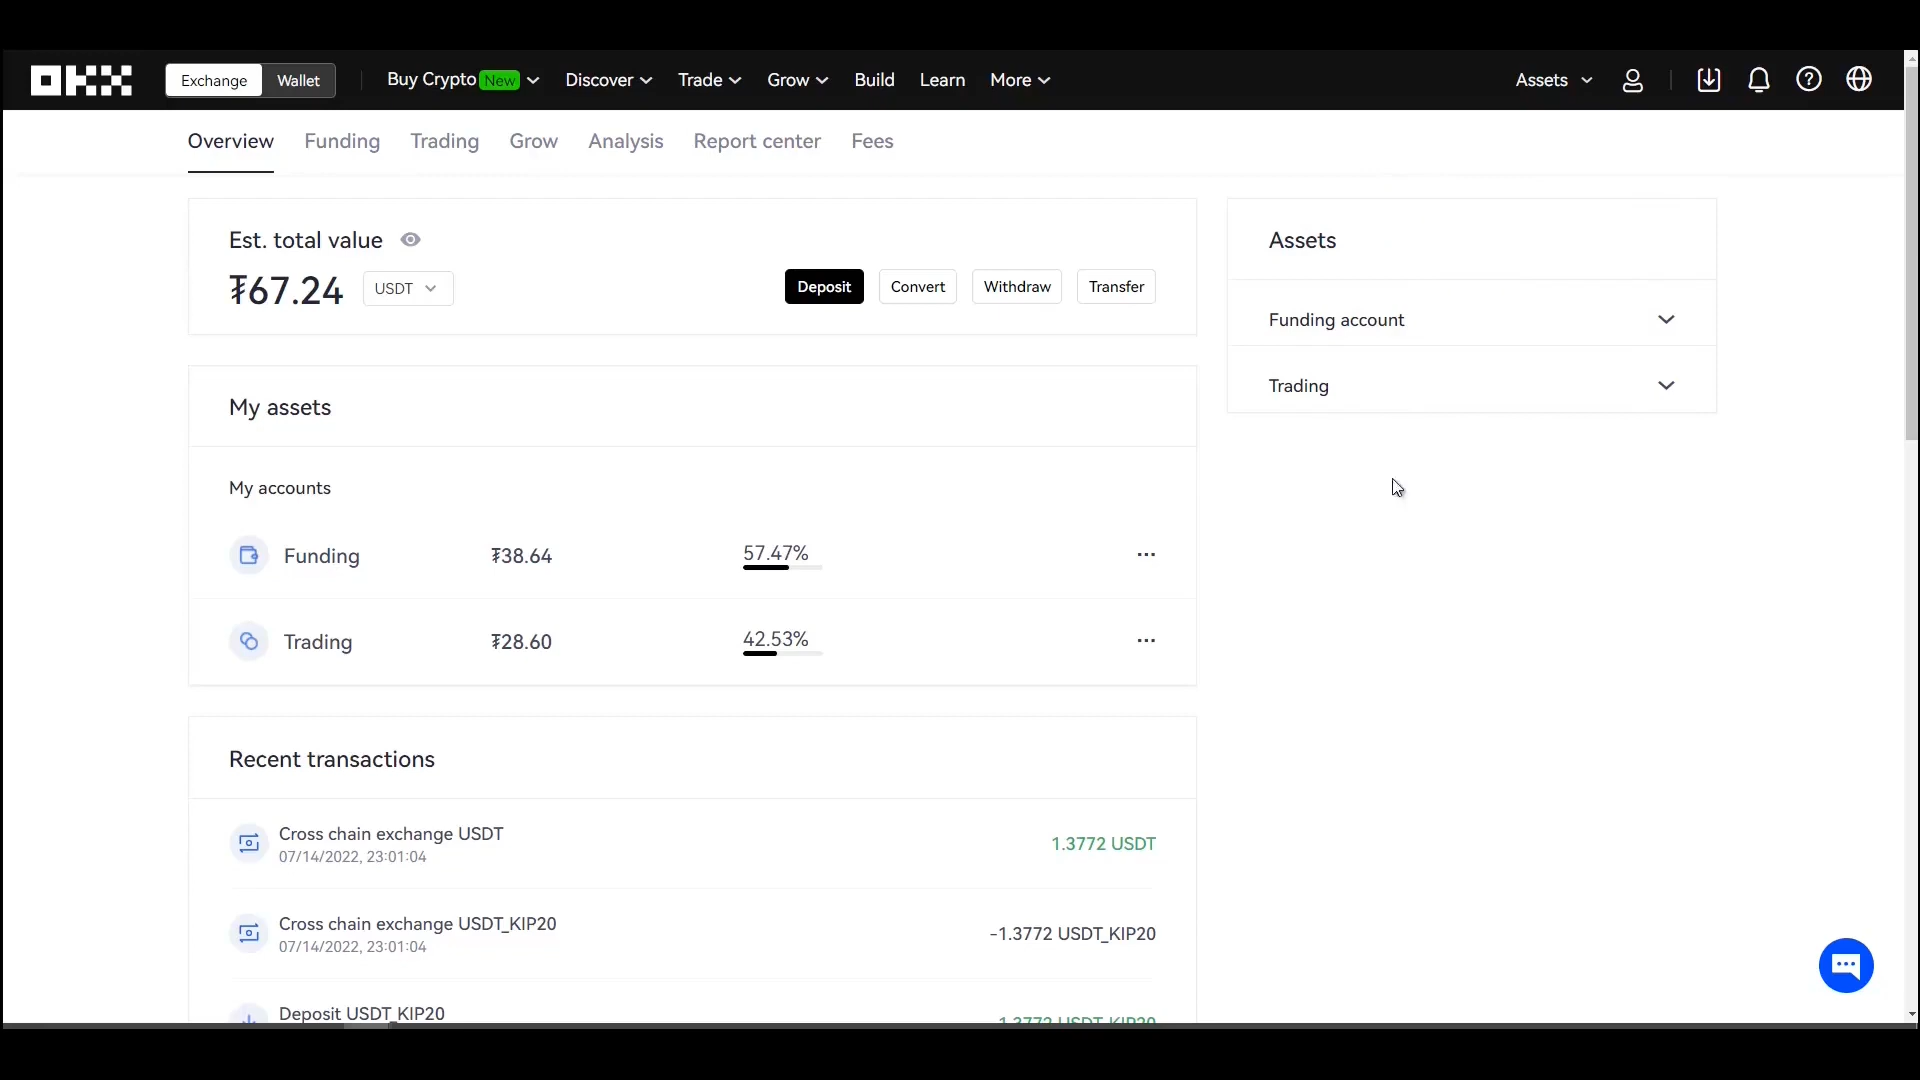 OKX Exchange Wallet Buy Crypto New Discover Trade Grow Build Learn More Assets
Overview Funding Trading Grow Analysis Report center Fees
Est. total value
₮67.24 USDT Deposit Convert Withdraw Transfer
Assets
Funding account
Trading
My assets
My accounts
Funding ₮38.64 57.47%
Trading ₮28.60 42.53%
Recent transactions
Cross chain exchange USDT 1.3772 USDT
07/14/2022, 23:01:04
Cross chain exchange USDT_KIP20 -1.3772 USDT_KIP20
07/14/2022, 23:01:04
Deposit USDT_KIP20 1.3772 USDT_KIP20